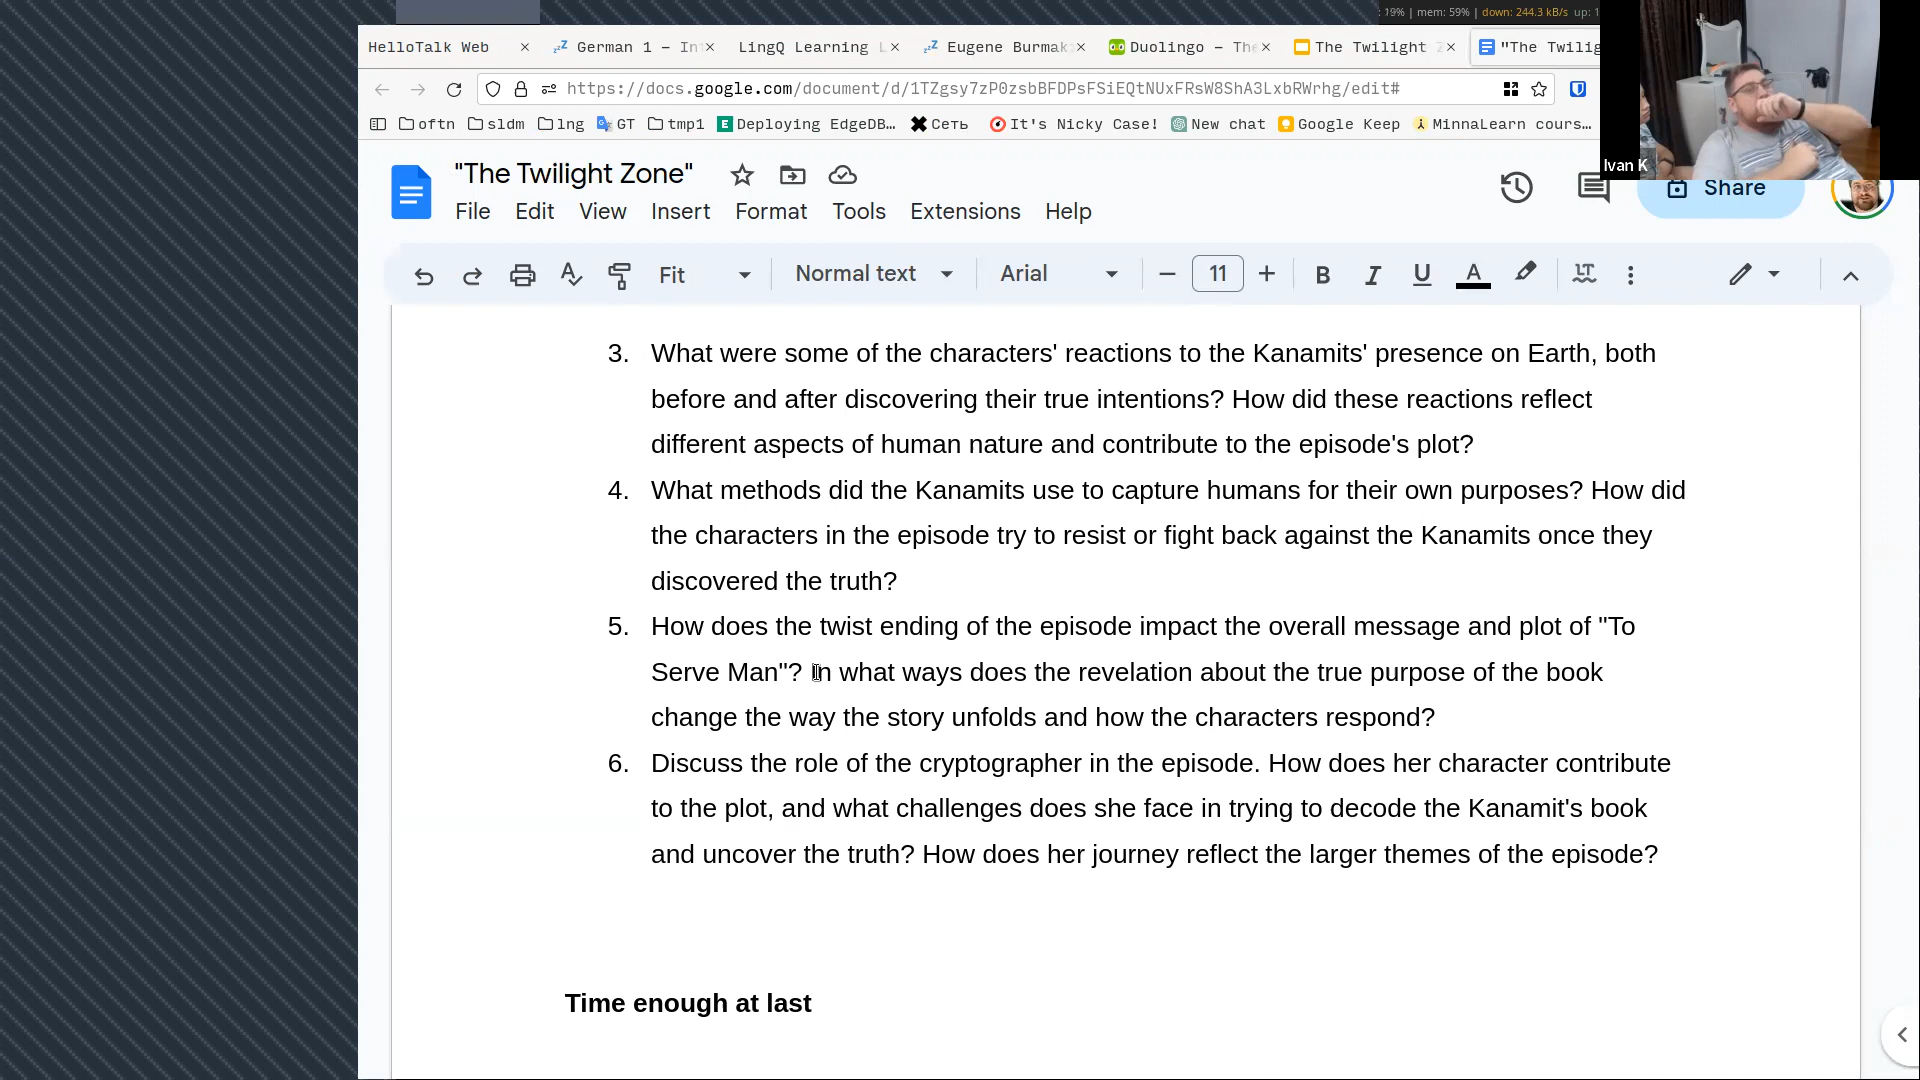 : 19% | mem: 59% | down: 244.3 kB/s up: 1
HelloTalk Web
German 1 – In
LingQ Learning L
Eugene Burmak
Duolingo – The
The Twilight Z
"The Twilig
https://docs.google.com/document/d/1TZgsy7zP0zsbBFDPsFSiEQtNUxFRsW8ShA3LxbRWrhg/edit#
oftn
sldm
lng
GT
tmp1
Deploying EdgeDB…
Сеть
It's Nicky Case!
New chat
Google Keep
MinnaLearn cours…
Ivan K
"The Twilight Zone"
Share
File Edit View Insert Format Tools Extensions Help
Fit Normal text Arial 11 B I U A
3. What were some of the characters' reactions to the Kanamits' presence on Earth, both
before and after discovering their true intentions? How did these reactions reflect
different aspects of human nature and contribute to the episode's plot?
4. What methods did the Kanamits use to capture humans for their own purposes? How did
the characters in the episode try to resist or fight back against the Kanamits once they
discovered the truth?
5. How does the twist ending of the episode impact the overall message and plot of "To
Serve Man"? In what ways does the revelation about the true purpose of the book
change the way the story unfolds and how the characters respond?
6. Discuss the role of the cryptographer in the episode. How does her character contribute
to the plot, and what challenges does she face in trying to decode the Kanamit's book
and uncover the truth? How does her journey reflect the larger themes of the episode?
Time enough at last